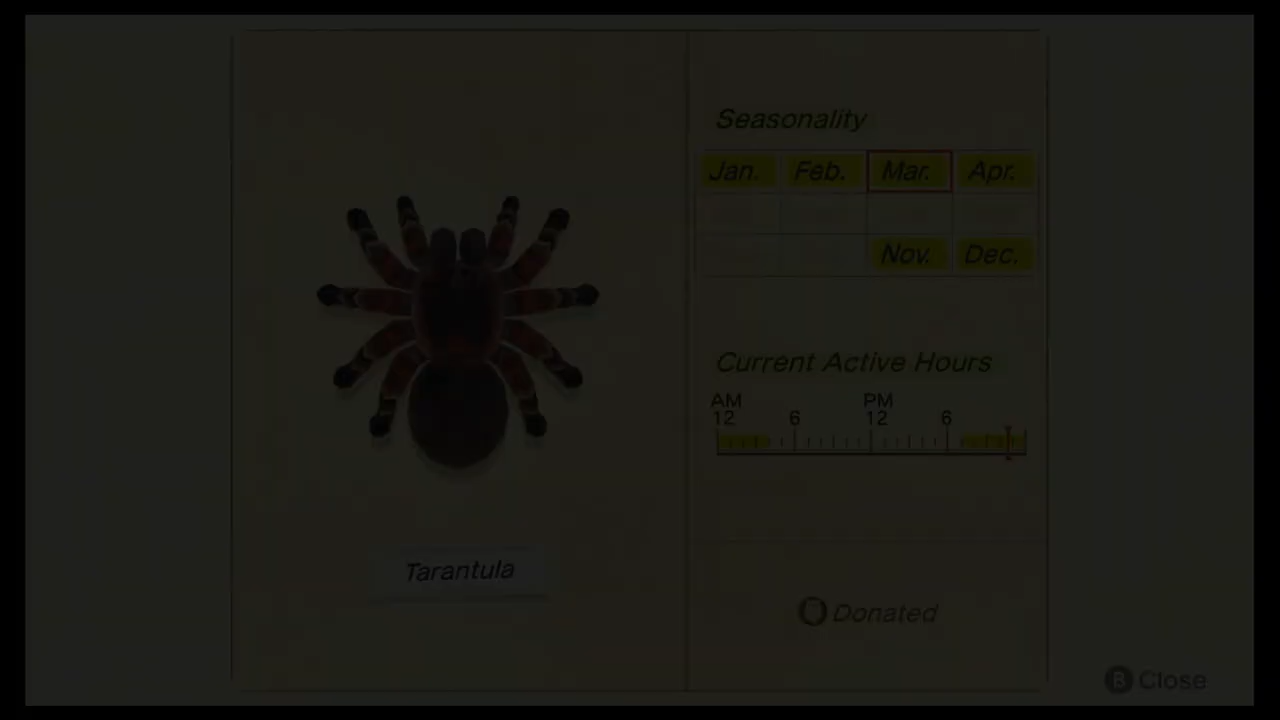 Seasonality
Jan. Feb. Mar. Apr.
Nov. Dec.
Current Active Hours
AM PM
12 6 12 6
Tarantula
Donated
B Close